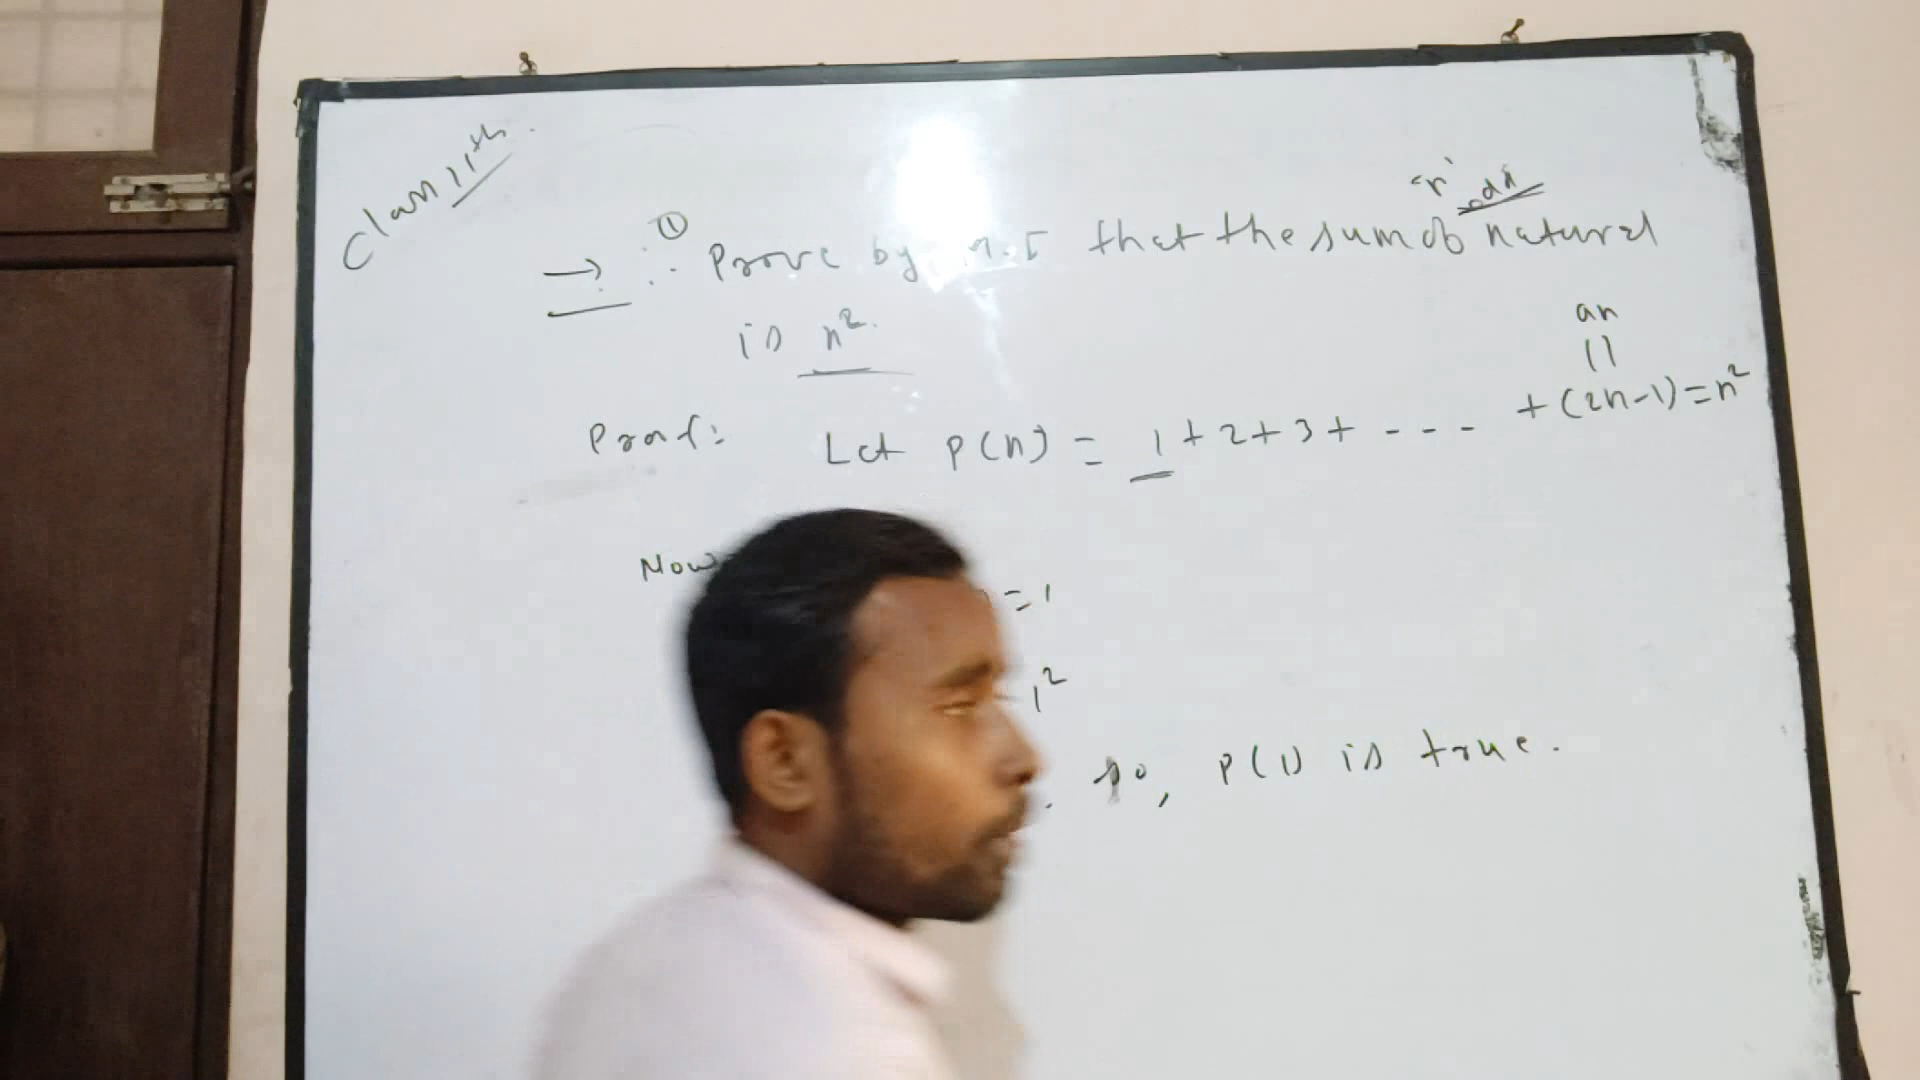 Class 11th.
'n' odd
→ ① Prove by M.I that the sum of natural
is n².
an
||
Proof: Let P(n) = 1 + 2 + 3 + - - - + (2n-1) = n²
Now
= 1
1²
so, P(1) is true.